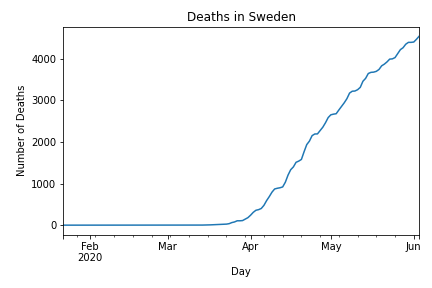 Deaths in Sweden
Number of Deaths
4000
3000
2000
1000
0
Feb
2020
Mar
Apr
May
Jun
Day